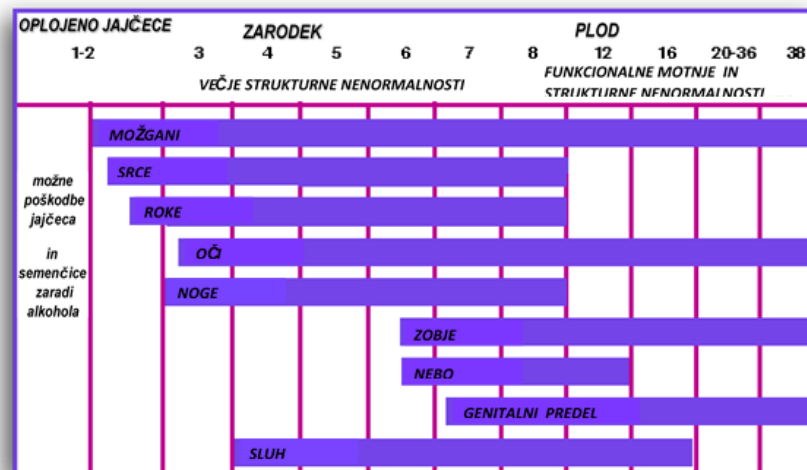 OPLOJENO JAJČECE ZARODEK PLOD
1-2 3 4 5 6 7 8 12 16 20-36 38
VEČJE STRUKTURNE NENORMALNOSTI
FUNKCIONALNE MOTNJE IN
STRUKTURNE NENORMALNOSTI
možne
poškodbe
jajčeca
in
semenčice
zaradi
alkohola
MOŽGANI
SRCE
ROKE
OČI
NOGE
ZOBJE
NEBO
GENITALNI PREDEL
SLUH